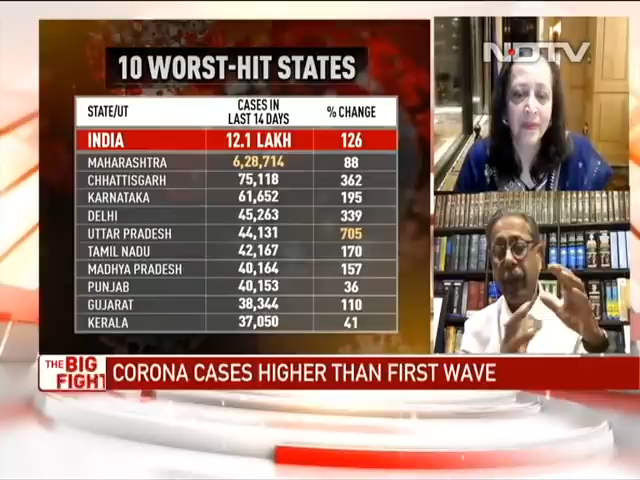 NDTV
10 WORST-HIT STATES
STATE/UT CASES IN LAST 14 DAYS % CHANGE
INDIA 12.1 LAKH 126
MAHARASHTRA 6,28,714 88
CHHATTISGARH 75,118 362
KARNATAKA 61,652 195
DELHI 45,263 339
UTTAR PRADESH 44,131 705
TAMIL NADU 42,167 170
MADHYA PRADESH 40,164 157
PUNJAB 40,153 36
GUJARAT 38,344 110
KERALA 37,050 41
THE BIG FIGHT
CORONA CASES HIGHER THAN FIRST WAVE